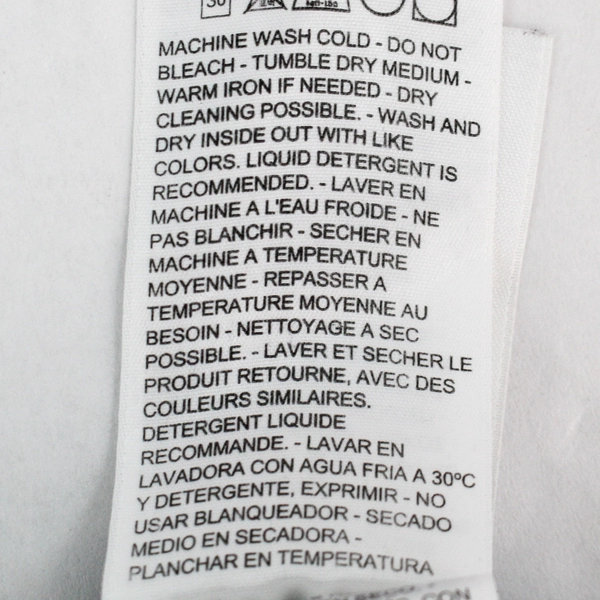 30
MACHINE WASH COLD - DO NOT
BLEACH - TUMBLE DRY MEDIUM -
WARM IRON IF NEEDED - DRY
CLEANING POSSIBLE. - WASH AND
DRY INSIDE OUT WITH LIKE
COLORS. LIQUID DETERGENT IS
RECOMMENDED. - LAVER EN
MACHINE A L'EAU FROIDE - NE
PAS BLANCHIR - SECHER EN
MACHINE A TEMPERATURE
MOYENNE - REPASSER A
TEMPERATURE MOYENNE AU
BESOIN - NETTOYAGE A SEC
POSSIBLE. - LAVER ET SECHER LE
PRODUIT RETOURNE, AVEC DES
COULEURS SIMILAIRES.
DETERGENT LIQUIDE
RECOMMANDE. - LAVAR EN
LAVADORA CON AGUA FRIA A 30ºC
Y DETERGENTE, EXPRIMIR - NO
USAR BLANQUEADOR - SECADO
MEDIO EN SECADORA -
PLANCHAR EN TEMPERATURA
CON